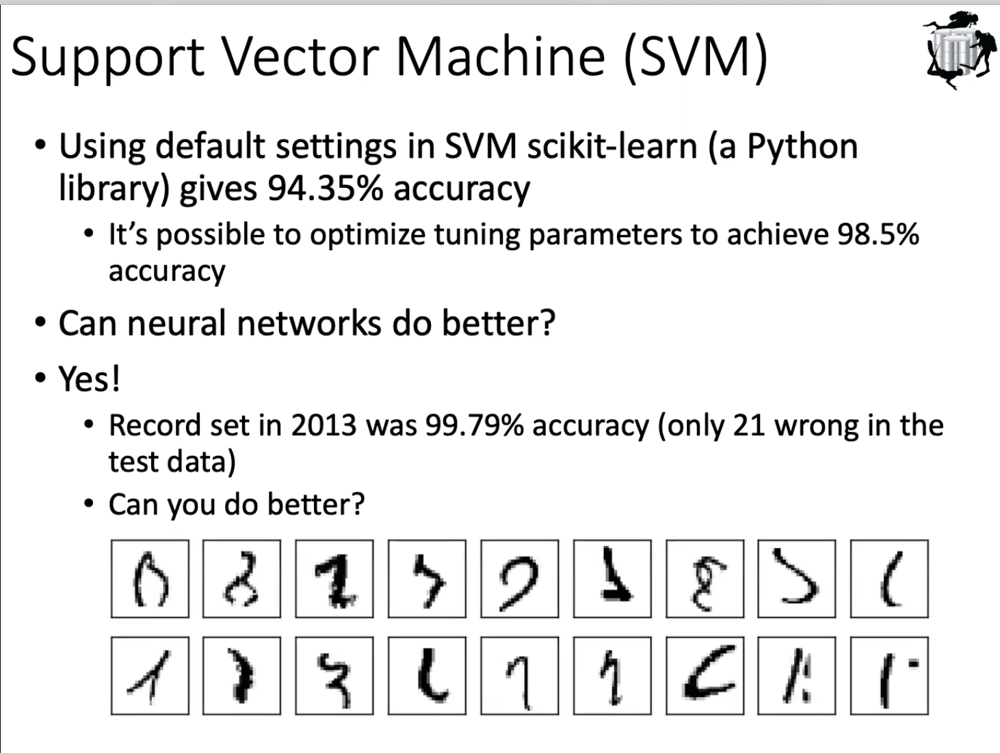 Support Vector Machine (SVM)
• Using default settings in SVM scikit-learn (a Python
library) gives 94.35% accuracy
• It’s possible to optimize tuning parameters to achieve 98.5%
accuracy
• Can neural networks do better?
• Yes!
• Record set in 2013 was 99.79% accuracy (only 21 wrong in the
test data)
• Can you do better?